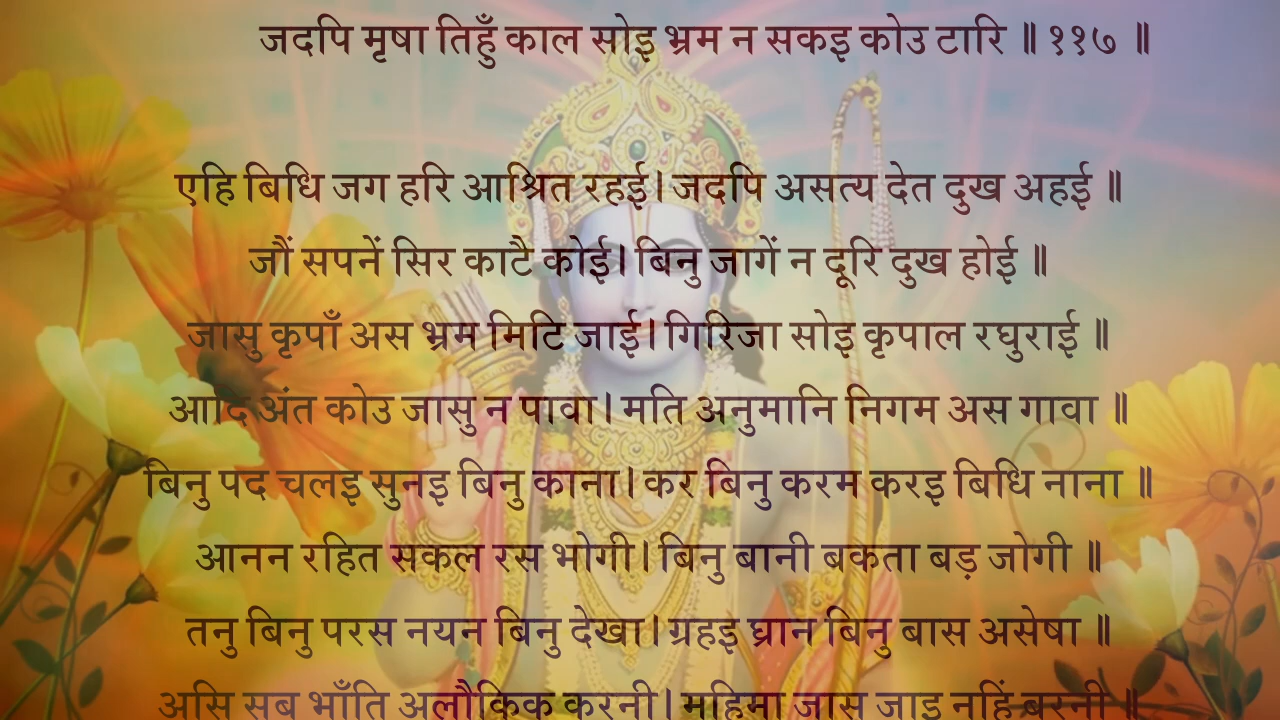 जदपि मृषा तिहुँ काल सोइ भ्रम न सकइ कोउ टारि ॥ ११७ ॥
एहि बिधि जग हरि आश्रित रहई। जदपि असत्य देत दुख अहई ॥
जौं सपनें सिर काटै कोई। बिनु जागें न दूरि दुख होई ॥
जासु कृपाँ अस भ्रम मिटि जाई। गिरिजा सोइ कृपाल रघुराई ॥
आदि अंत कोउ जासु न पावा। मति अनुमानि निगम अस गावा ॥
बिनु पद चलइ सुनइ बिनु काना। कर बिनु करम करइ बिधि नाना ॥
आनन रहित सकल रस भोगी। बिनु बानी बकता बड़ जोगी ॥
तनु बिनु परस नयन बिनु देखा। ग्रहइ घ्रान बिनु बास असेषा ॥
असि सब भाँति अलौकिक करनी। महिमा जासु जाइ नहिं बरनी ॥